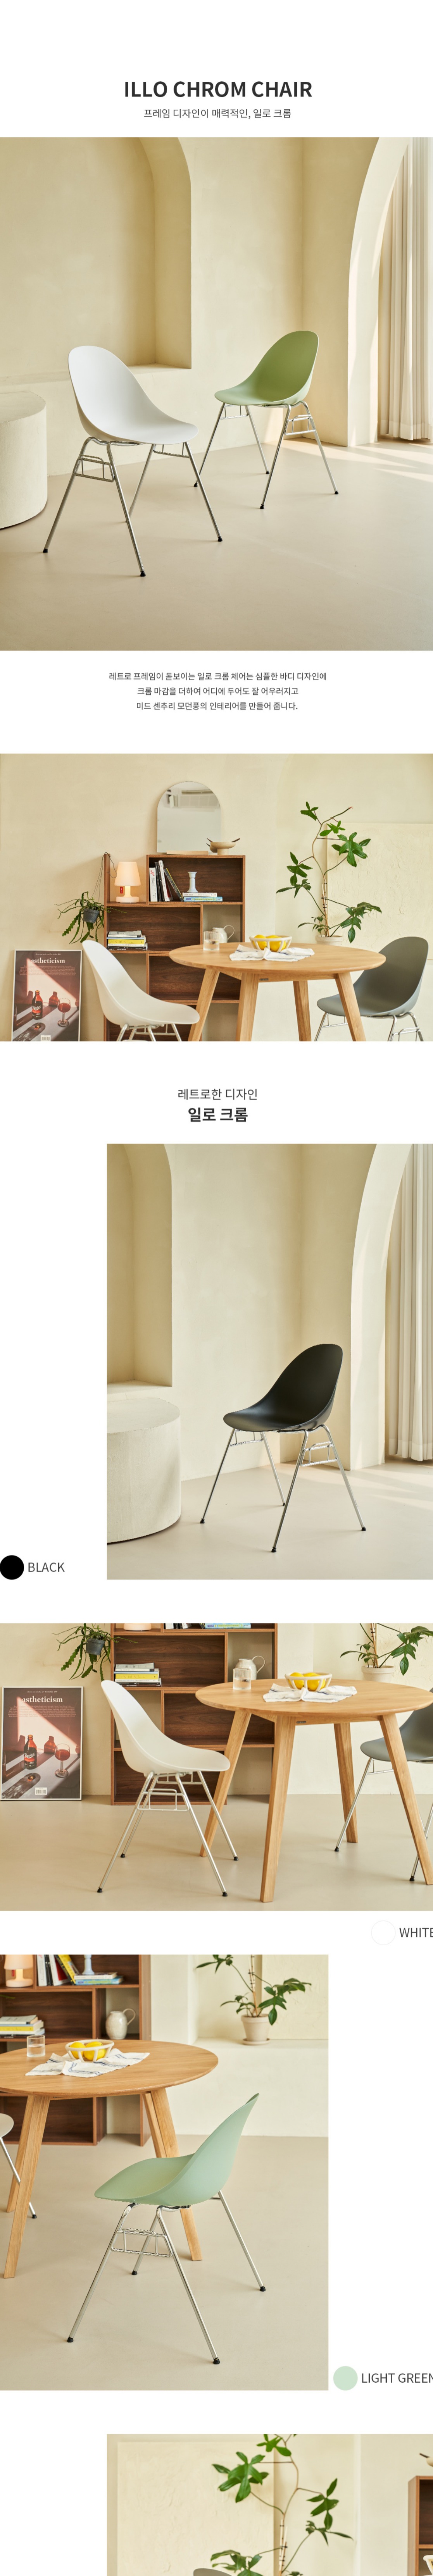 ILLO CHROM CHAIR
프레임 디자인이 매력적인, 일로 크롬
레트로 프레임이 돋보이는 일로 크롬 체어는 심플한 바디 디자인에
크롬 마감을 더하여 어디에 두어도 잘 어우러지고
미드 센추리 모던풍의 인테리어를 만들어 줍니다.
astheticism
레트로한 디자인
일로 크롬
BLACK
astheticism
WHITE
LIGHT GREEN